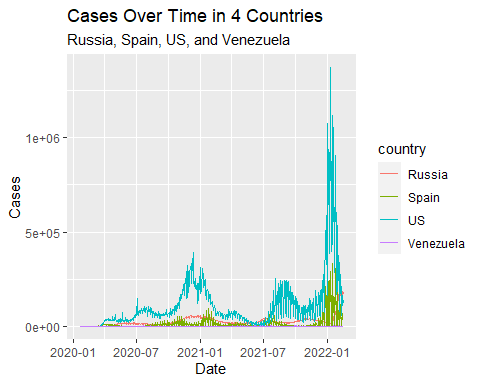 Cases Over Time in 4 Countries
Russia, Spain, US, and Venezuela
1e+06
5e+05
0e+00
Cases
2020-01 2020-07 2021-01 2021-07 2022-01
Date
country
Russia
Spain
US
Venezuela